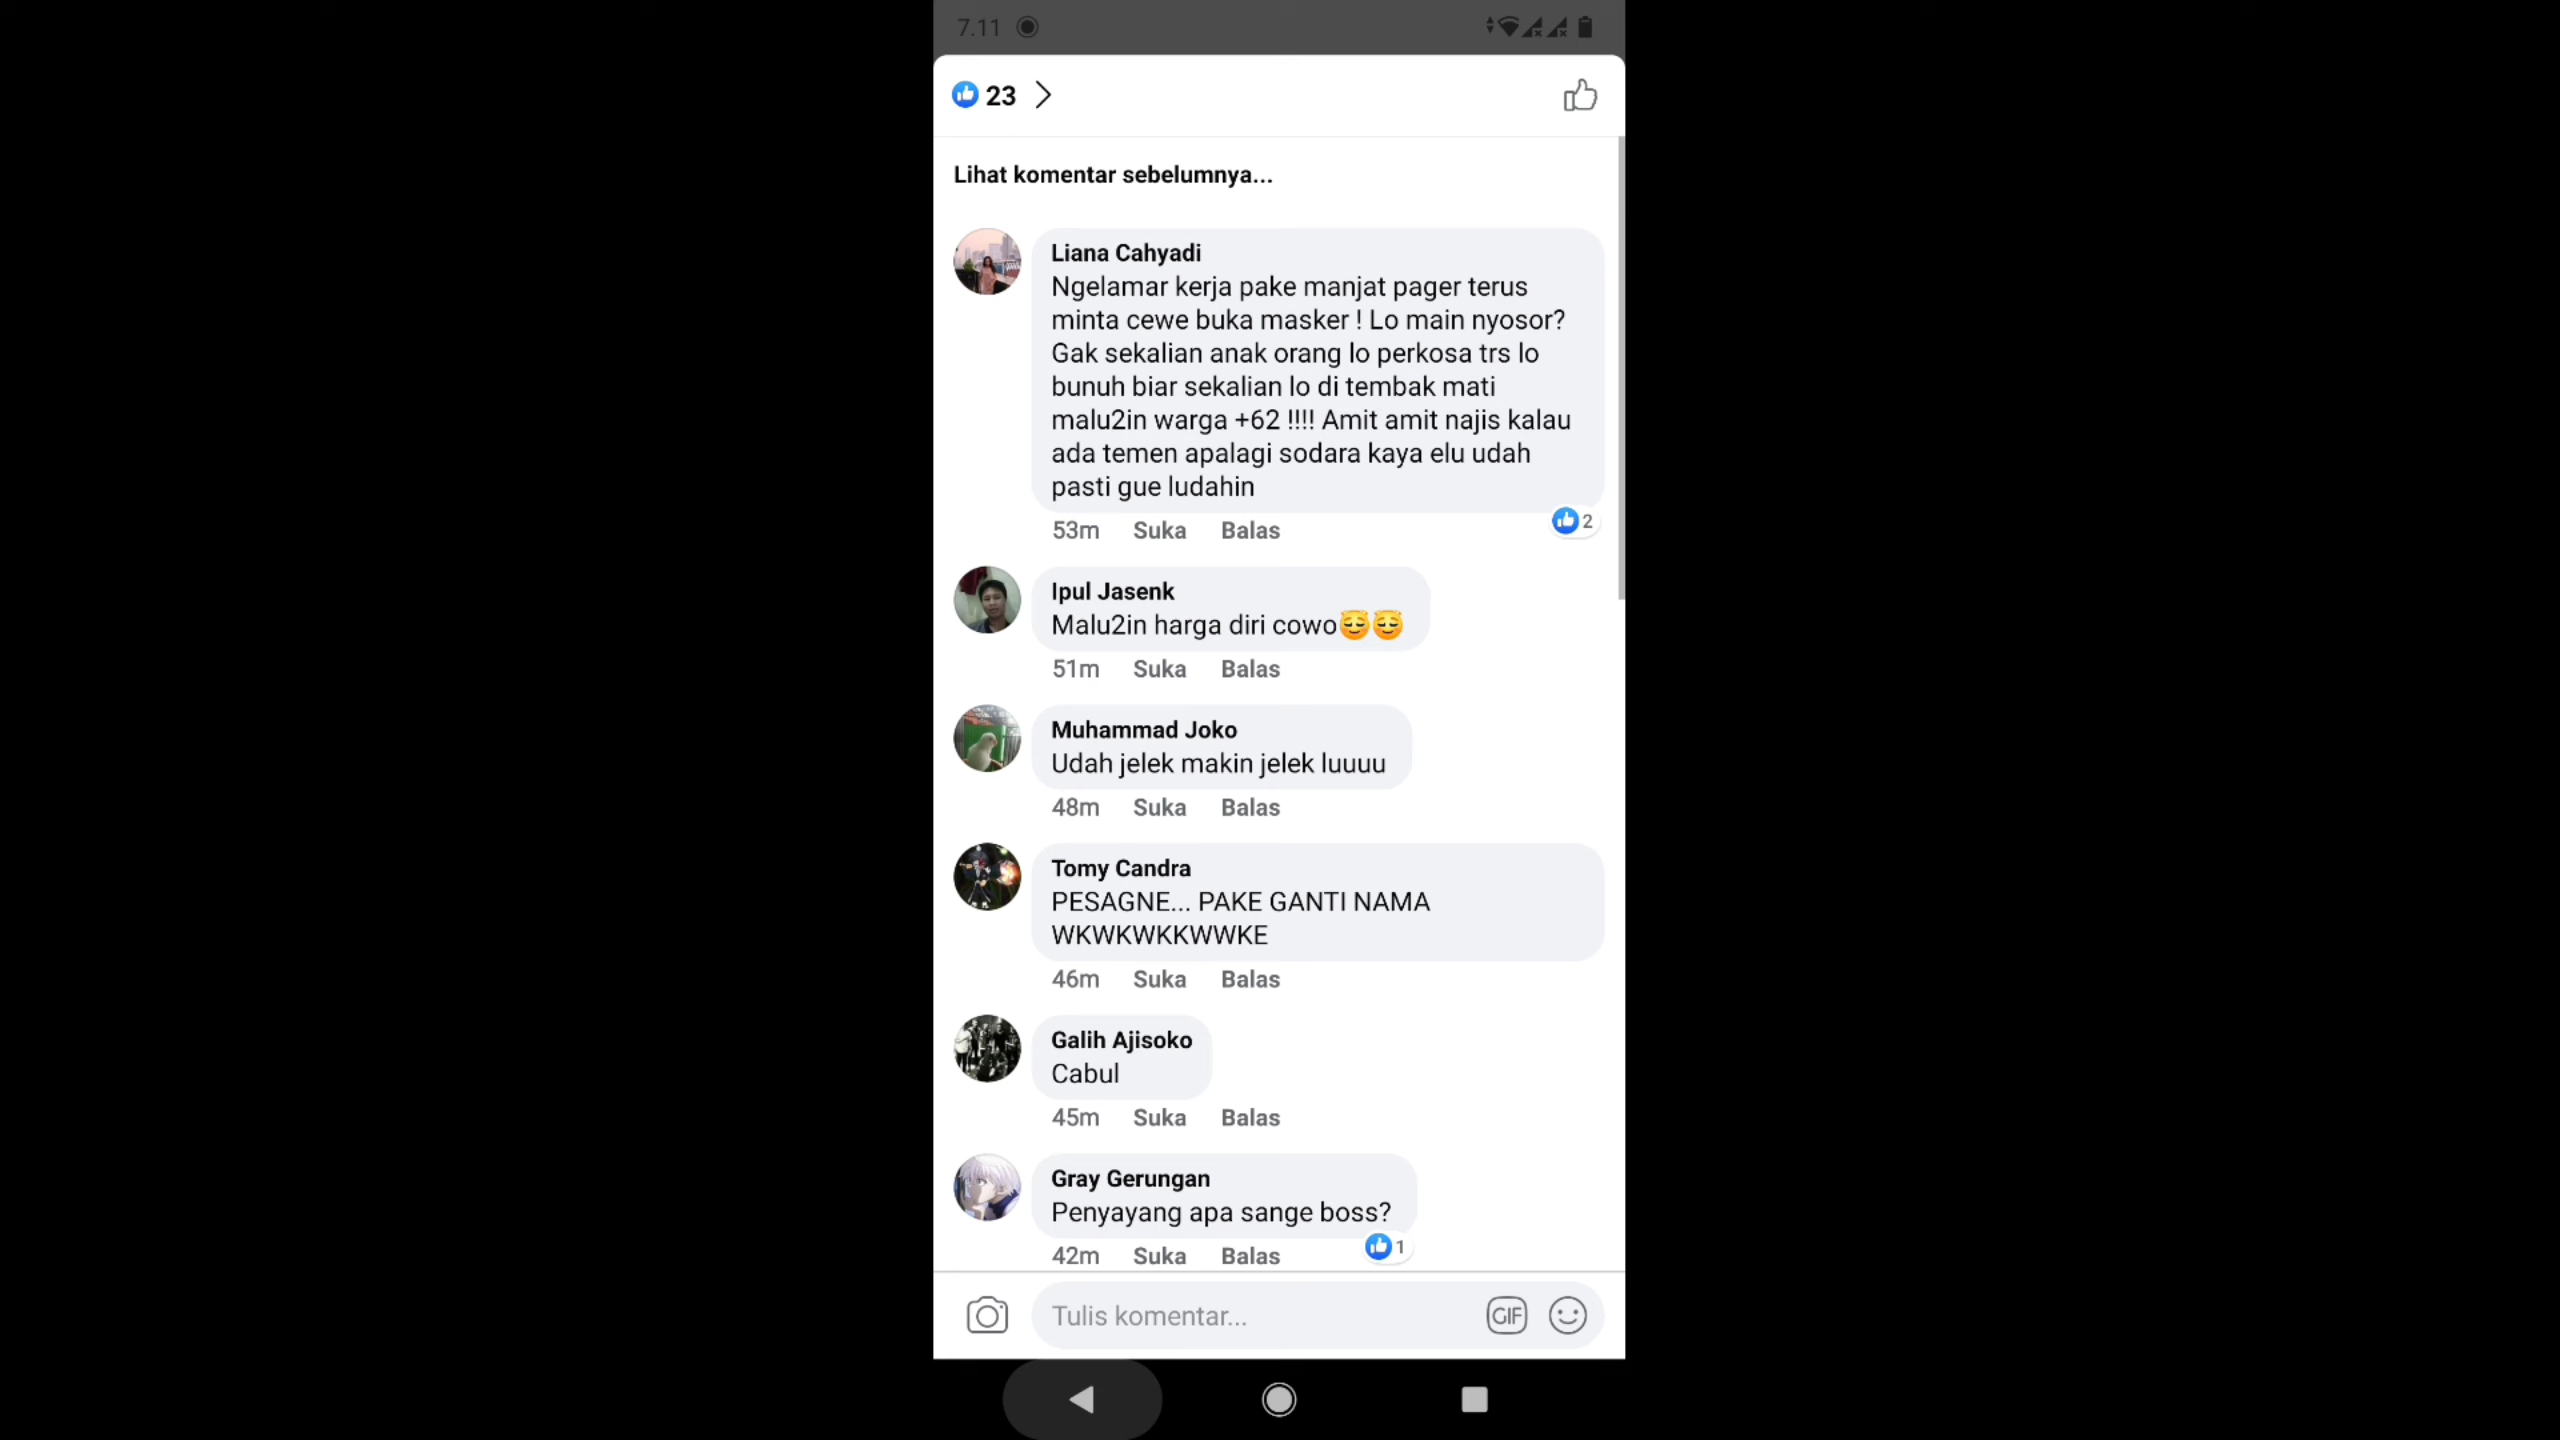 7.11
23
Lihat komentar sebelumnya...
Liana Cahyadi
Ngelamar kerja pake manjat pager terus
minta cewe buka masker ! Lo main nyosor?
Gak sekalian anak orang lo perkosa trs lo
bunuh biar sekalian lo di tembak mati
malu2in warga +62 !!!! Amit amit najis kalau
ada temen apalagi sodara kaya elu udah
pasti gue ludahin
53m Suka Balas 2
Ipul Jasenk
Malu2in harga diri cowo😇😇
51m Suka Balas
Muhammad Joko
Udah jelek makin jelek luuuu
48m Suka Balas
Tomy Candra
PESAGNE... PAKE GANTI NAMA
WKWKWKKWWKE
46m Suka Balas
Galih Ajisoko
Cabul
45m Suka Balas
Gray Gerungan
Penyayang apa sange boss?
42m Suka Balas 1
Tulis komentar... GIF